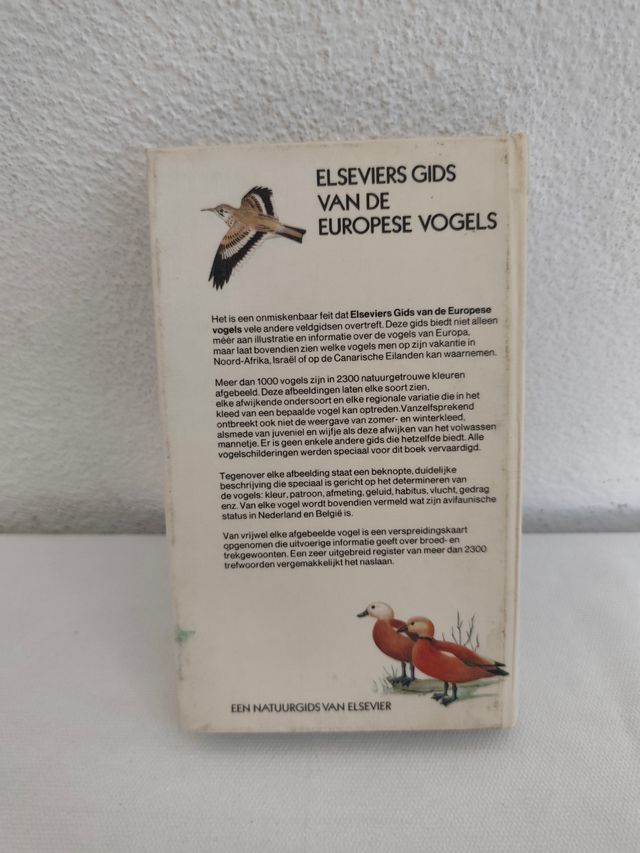 ELSEVIERS GIDS
VAN DE
EUROPESE VOGELS
Het is een onmiskenbaar feit dat Elseviers Gids van de Europese
vogels vele andere veldgidsen overtreft. Deze gids biedt niet alleen
méér aan illustratie en informatie over de vogels van Europa,
maar laat bovendien zien welke vogels men op zijn vakantie in
Noord-Afrika, Israël of op de Canarische Eilanden kan waarnemen.
Meer dan 1000 vogels zijn in 2300 natuurgetrouwe kleuren
afgebeeld. Deze afbeeldingen laten elke soort zien,
elke afwijkende ondersoort en elke regionale variatie die in het
kleed van een bepaalde vogel kan optreden. Vanzelfsprekend
ontbreekt ook niet de weergave van zomer- en winterkleed,
alsmede van juveniel en wijfje als deze afwijken van het volwassen
mannetje. Er is geen enkele andere gids die hetzelfde biedt. Alle
vogelschilderingen werden speciaal voor dit boek vervaardigd.
Tegenover elke afbeelding staat een beknopte, duidelijke
beschrijving die speciaal is gericht op het determineren van
de vogels: kleur, patroon, afmeting, geluid, habitus, vlucht, gedrag
enz. Van elke vogel wordt bovendien vermeld wat zijn avifaunische
status in Nederland en België is.
Van vrijwel elke afgebeelde vogel is een verspreidingskaart
opgenomen die uitvoerige informatie geeft over broed- en
trekgewoonten. Een zeer uitgebreid register van meer dan 2300
trefwoorden vergemakkelijkt het naslaan.
EEN NATUURGIDS VAN ELSEVIER